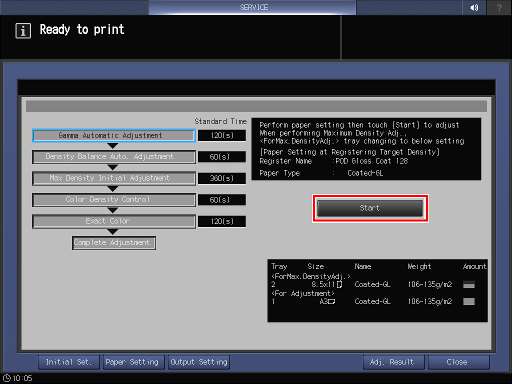 SERVICE
?
i Ready to print
Standard Time
Gamma Automatic Adjustment 120(s)
Density Balance Auto. Adjustment 60(s)
Max Density Initial Adjustment 360(s)
Color Density Control 60(s)
Exact Color 120(s)
Complete Adjustment
Perform paper setting then touch [Start] to adjust
When performing Maximum Density Adj.,
<ForMax.DensityAdj.> tray changing to below setting
[Paper Setting at Registering Target Density]
Register Name : POD Gloss Coat 128
Paper Type : Coated-GL
Start
Tray Size Name Weight Amount
<ForMax.DensityAdj.>
2 8.5x11 Coated-GL 106-135g/m2
<For Adjustment>
1 A3 Coated-GL 106-135g/m2
Initial Set. Paper Setting Output Setting Adj. Result Close
10:05